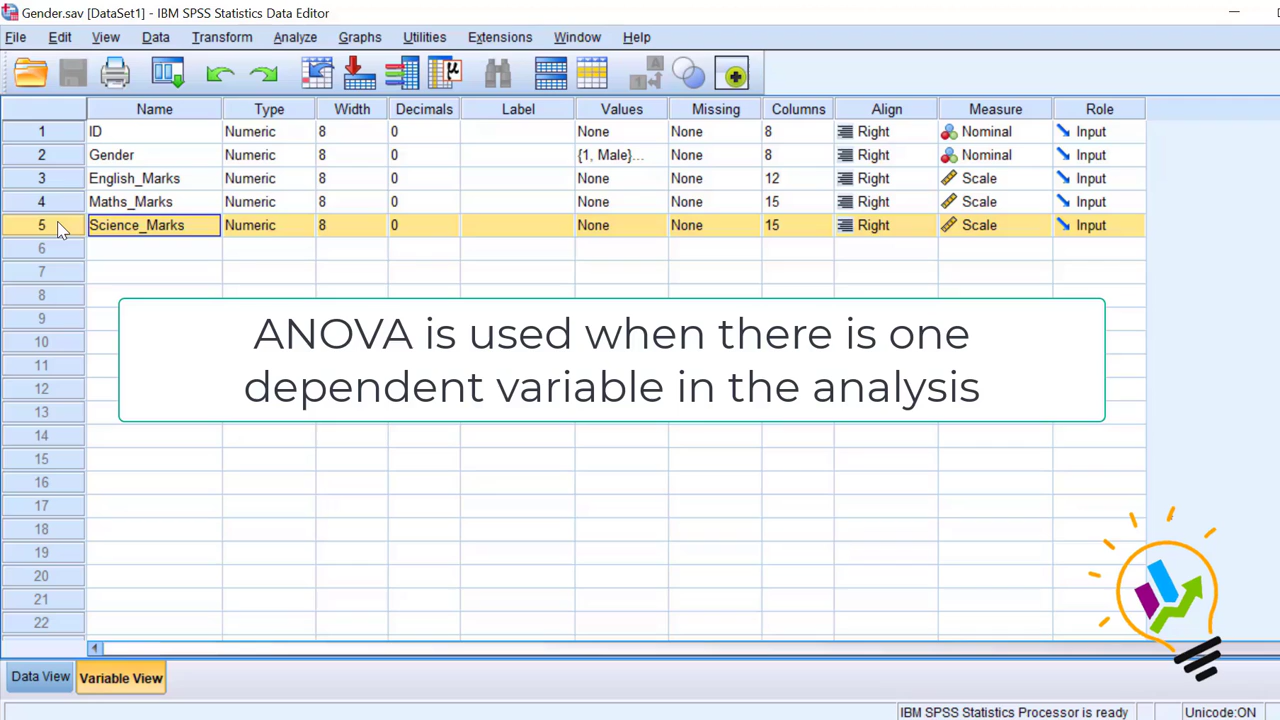 Gender.sav [DataSet1] - IBM SPSS Statistics Data Editor
File Edit View Data Transform Analyze Graphs Utilities Extensions Window Help
Name Type Width Decimals Label Values Missing Columns Align Measure Role
1 ID Numeric 8 0 None None 8 Right Nominal Input
2 Gender Numeric 8 0 {1, Male}... None 8 Right Nominal Input
3 English_Marks Numeric 8 0 None None 12 Right Scale Input
4 Maths_Marks Numeric 8 0 None None 15 Right Scale Input
5 Science_Marks Numeric 8 0 None None 15 Right Scale Input
6
7
8
9
10
11
12
13
14
15
16
17
18
19
20
21
22
ANOVA is used when there is one
dependent variable in the analysis
Data View Variable View
IBM SPSS Statistics Processor is ready Unicode:ON